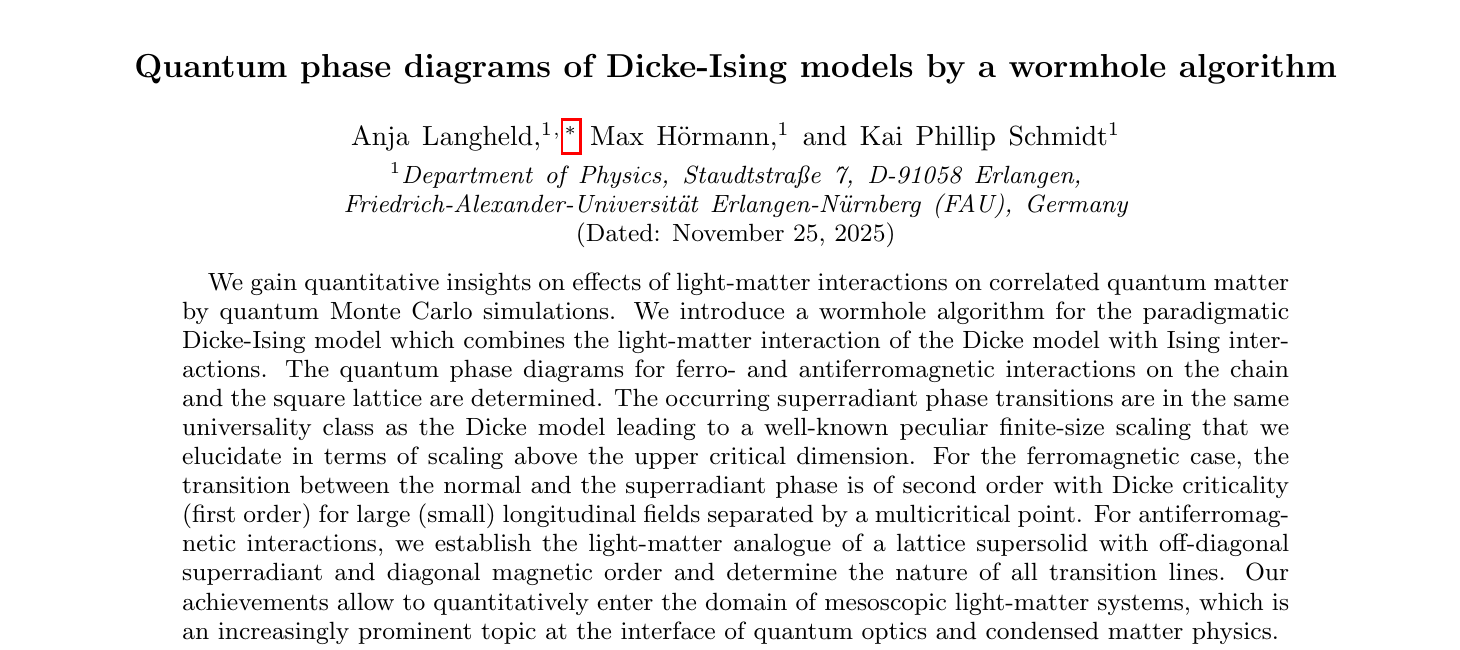 Quantum phase diagrams of Dicke-Ising models by a wormhole algorithm
Anja Langheld,1,* Max Hörmann,1 and Kai Phillip Schmidt1
1Department of Physics, Staudtstraße 7, D-91058 Erlangen,
Friedrich-Alexander-Universität Erlangen-Nürnberg (FAU), Germany
(Dated: November 25, 2025)
We gain quantitative insights on effects of light-matter interactions on correlated quantum matter
by quantum Monte Carlo simulations. We introduce a wormhole algorithm for the paradigmatic
Dicke-Ising model which combines the light-matter interaction of the Dicke model with Ising inter-
actions. The quantum phase diagrams for ferro- and antiferromagnetic interactions on the chain
and the square lattice are determined. The occurring superradiant phase transitions are in the same
universality class as the Dicke model leading to a well-known peculiar finite-size scaling that we
elucidate in terms of scaling above the upper critical dimension. For the ferromagnetic case, the
transition between the normal and the superradiant phase is of second order with Dicke criticality
(first order) for large (small) longitudinal fields separated by a multicritical point. For antiferromag-
netic interactions, we establish the light-matter analogue of a lattice supersolid with off-diagonal
superradiant and diagonal magnetic order and determine the nature of all transition lines. Our
achievements allow to quantitatively enter the domain of mesoscopic light-matter systems, which is
an increasingly prominent topic at the interface of quantum optics and condensed matter physics.